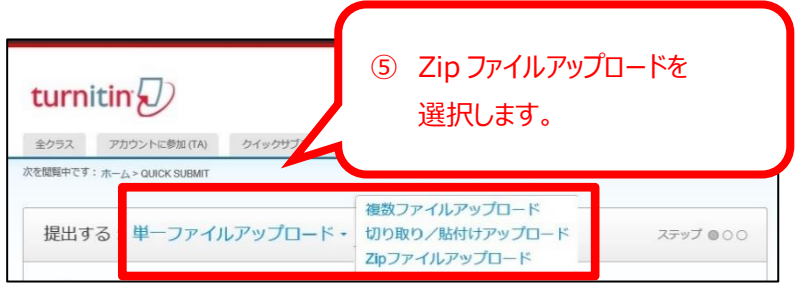 ⑤ Zip ファイルアップロードを
選択します。
turnitin
全クラス アカウントに参加 (TA) クイックサブ
次を閲覧中です： ホーム > QUICK SUBMIT
提出する： 単一ファイルアップロード
複数ファイルアップロード
切り取り／貼付けアップロード
Zipファイルアップロード
ステップ